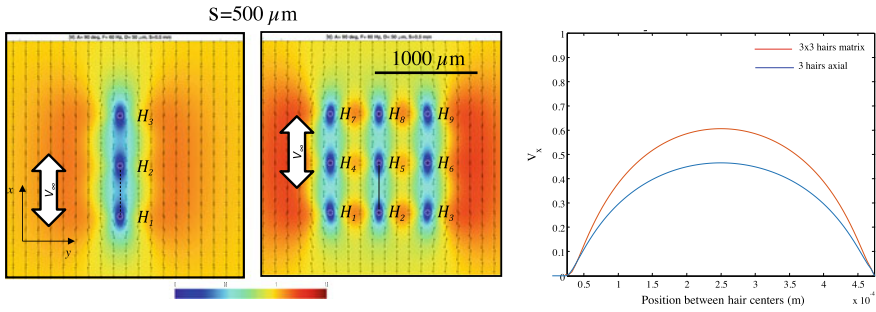 S=500 μm
1000 μm
H3
H2
H1
V∞
x
y
H7
H8
H9
H4
H5
H6
H1
H2
H3
V∞
3x3 hairs matrix
3 hairs axial
Vx
1
0.9
0.8
0.7
0.6
0.5
0.4
0.3
0.2
0.1
0
0.5
1
1.5
2
2.5
3
3.5
4
4.5
x 10⁻⁴
Position between hair centers (m)